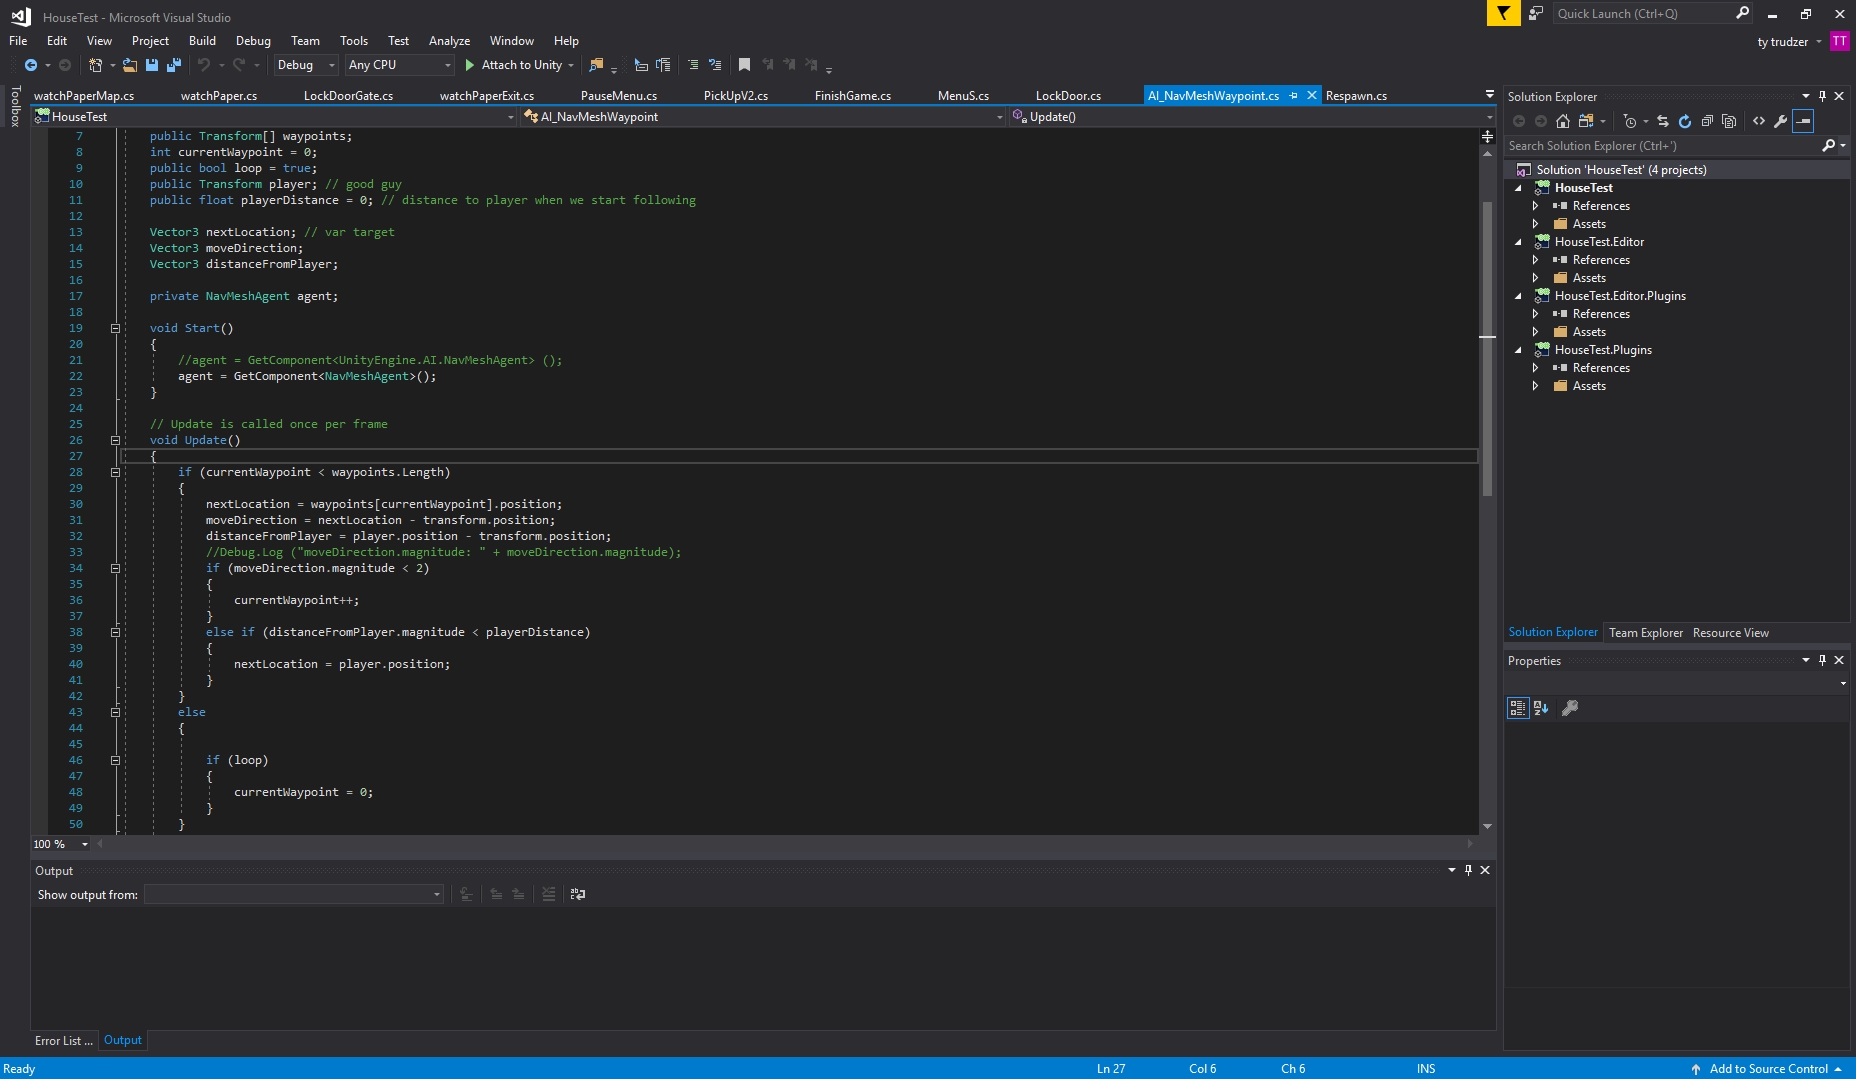 HouseTest - Microsoft Visual Studio
Quick Launch (Ctrl+Q)
File Edit View Project Build Debug Team Tools Test Analyze Window Help
ty trudzer TT
Debug Any CPU Attach to Unity
Toolbox
watchPaperMap.cs watchPaper.cs LockDoorGate.cs watchPaperExit.cs PauseMenu.cs PickUpV2.cs FinishGame.cs MenuS.cs LockDoor.cs AI_NavMeshWaypoint.cs Respawn.cs
HouseTest AI_NavMeshWaypoint Update()
7 public Transform[] waypoints;
8 int currentWaypoint = 0;
9 public bool loop = true;
10 public Transform player; // good guy
11 public float playerDistance = 0; // distance to player when we start following
12
13 Vector3 nextLocation; // var target
14 Vector3 moveDirection;
15 Vector3 distanceFromPlayer;
16
17 private NavMeshAgent agent;
18
19 void Start()
20 {
21 //agent = GetComponent<UnityEngine.AI.NavMeshAgent> ();
22 agent = GetComponent<NavMeshAgent>();
23 }
24
25 // Update is called once per frame
26 void Update()
27 {
28 if (currentWaypoint < waypoints.Length)
29 {
30 nextLocation = waypoints[currentWaypoint].position;
31 moveDirection = nextLocation - transform.position;
32 distanceFromPlayer = player.position - transform.position;
33 //Debug.Log ("moveDirection.magnitude: " + moveDirection.magnitude);
34 if (moveDirection.magnitude < 2)
35 {
36 currentWaypoint++;
37 }
38 else if (distanceFromPlayer.magnitude < playerDistance)
39 {
40 nextLocation = player.position;
41 }
42 }
43 else
44 {
45
46 if (loop)
47 {
48 currentWaypoint = 0;
49 }
50 }
100 %
Output
Show output from:
Error List ... Output
Solution Explorer
Search Solution Explorer (Ctrl+')
Solution 'HouseTest' (4 projects)
HouseTest
References
Assets
HouseTest.Editor
References
Assets
HouseTest.Editor.Plugins
References
Assets
HouseTest.Plugins
References
Assets
Solution Explorer Team Explorer Resource View
Properties
Ready Ln 27 Col 6 Ch 6 INS Add to Source Control